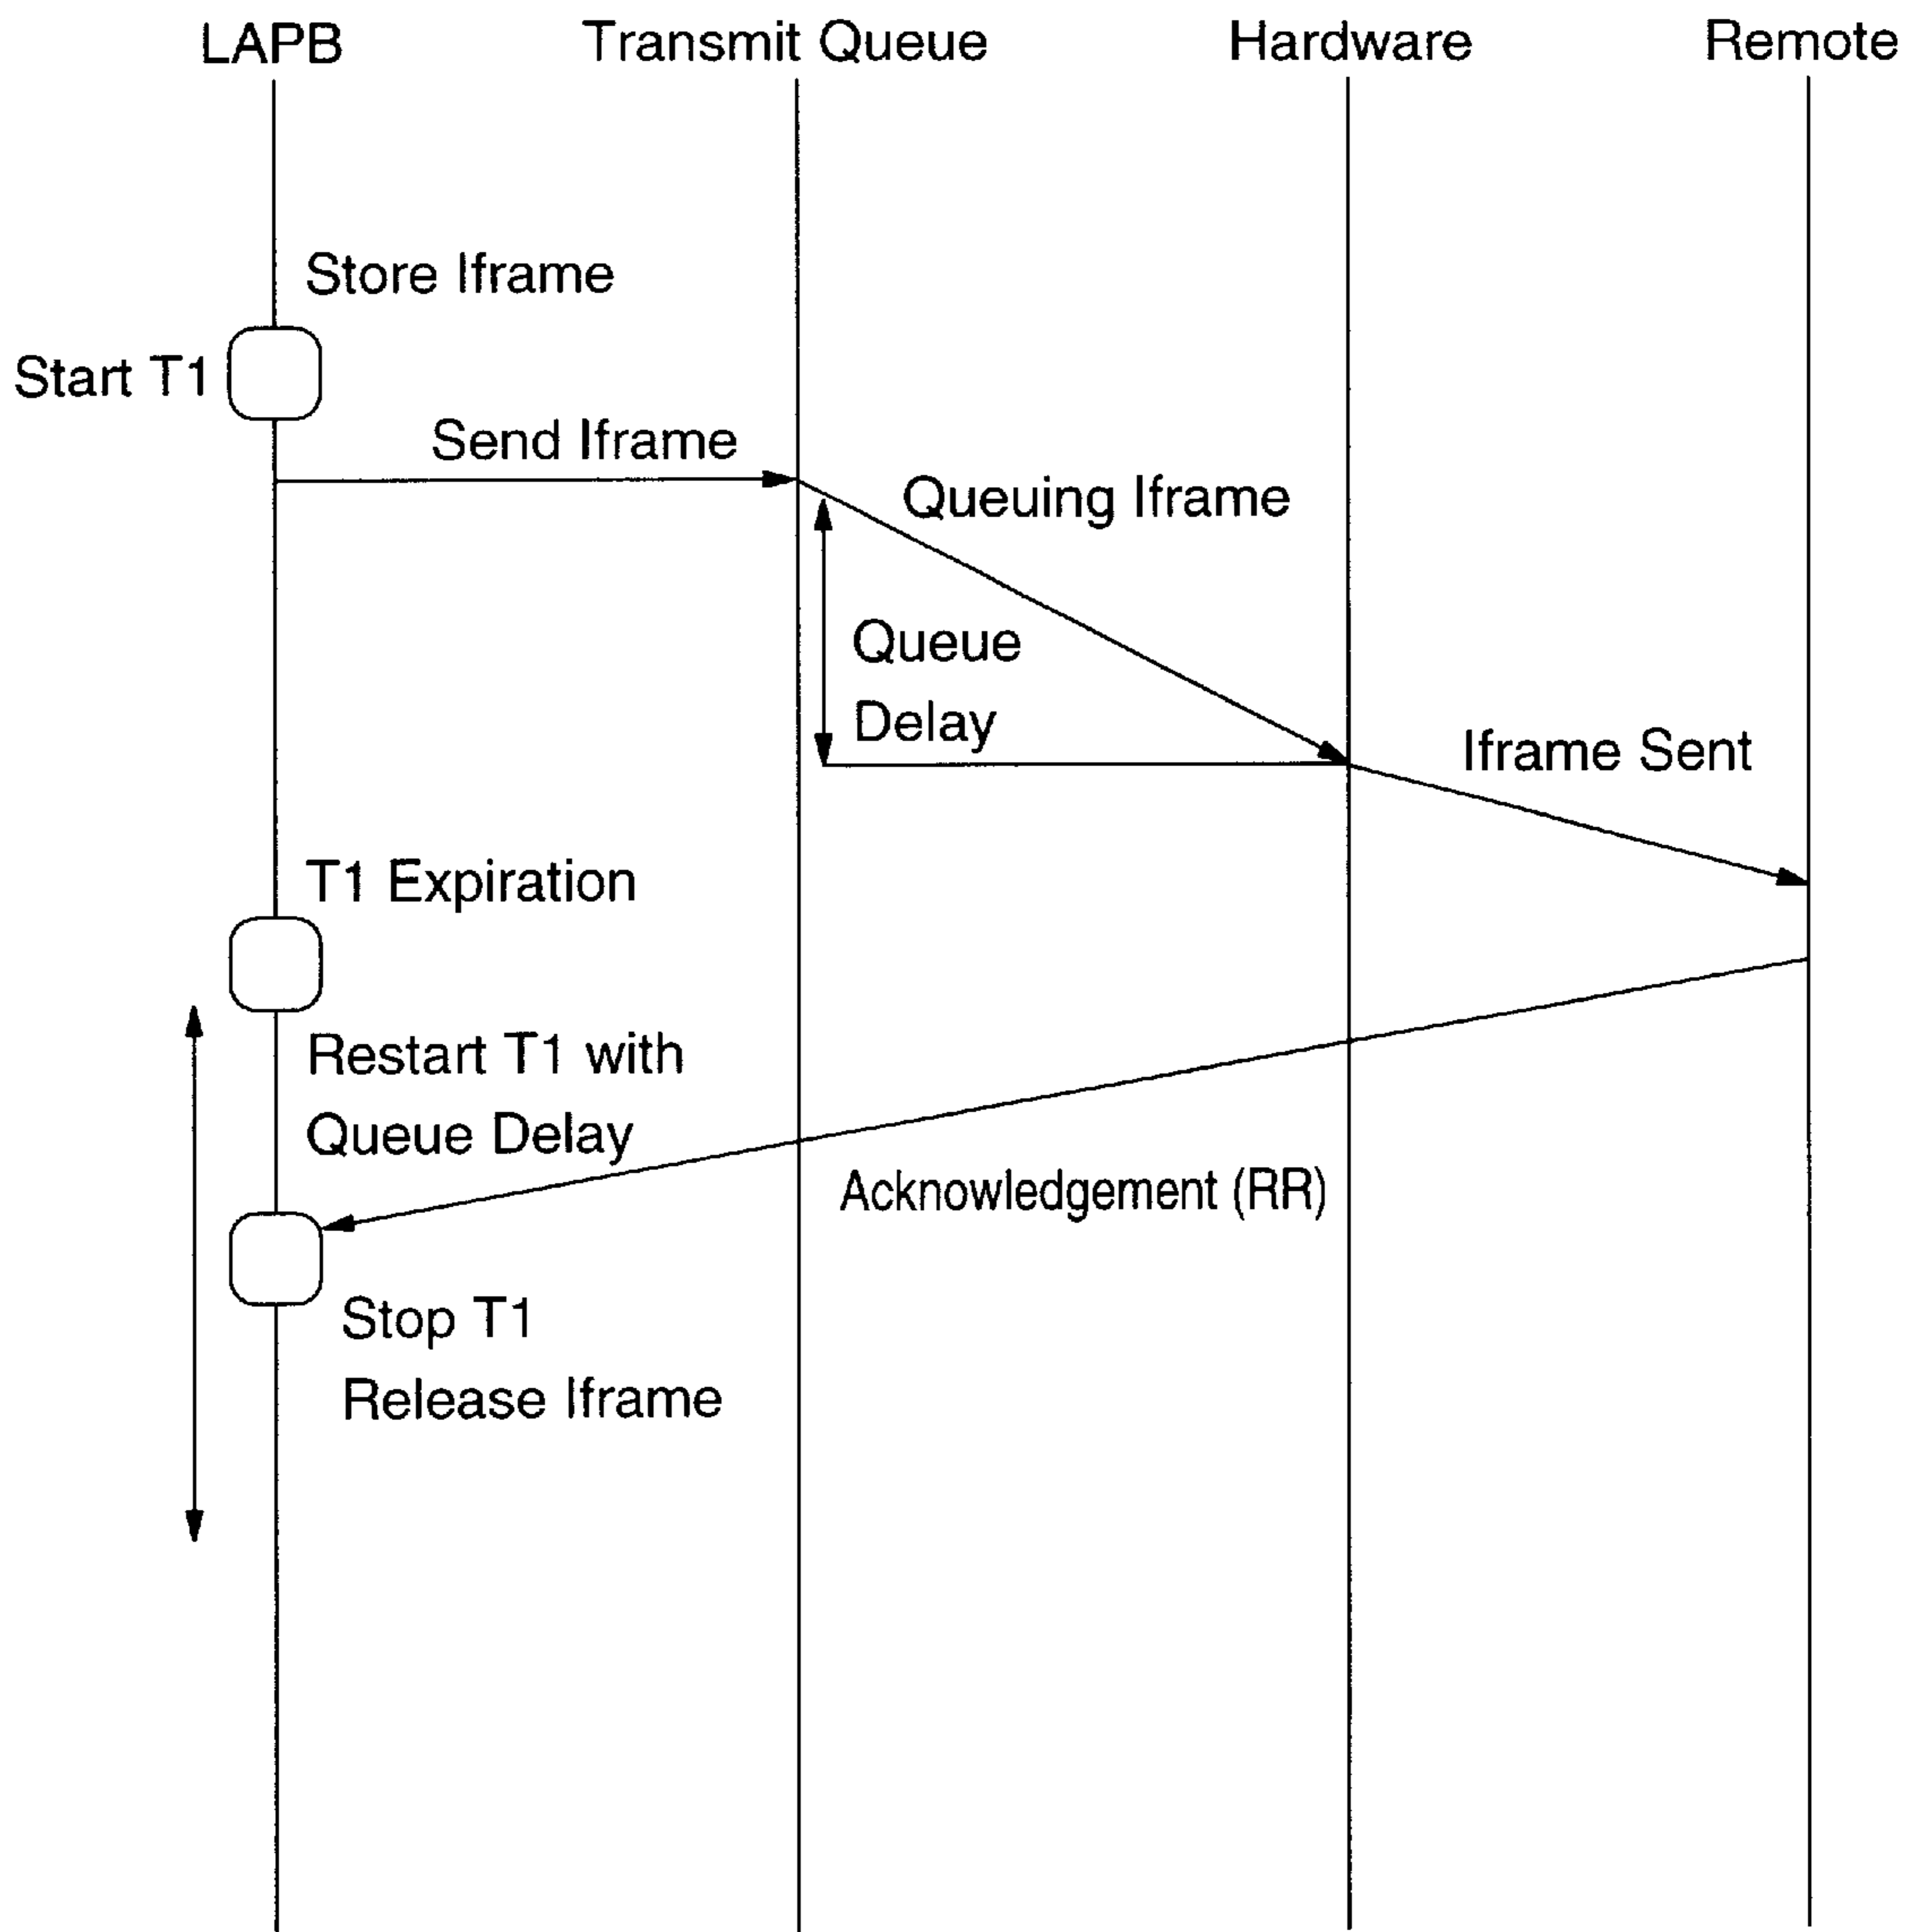 LAPB
Transmit Queue
Hardware
Remote
Store Iframe
Start T1
Send Iframe
Queuing Iframe
Queue
Delay
Iframe Sent
T1 Expiration
Restart T1 with
Queue Delay
Acknowledgement (RR)
Stop T1
Release Iframe